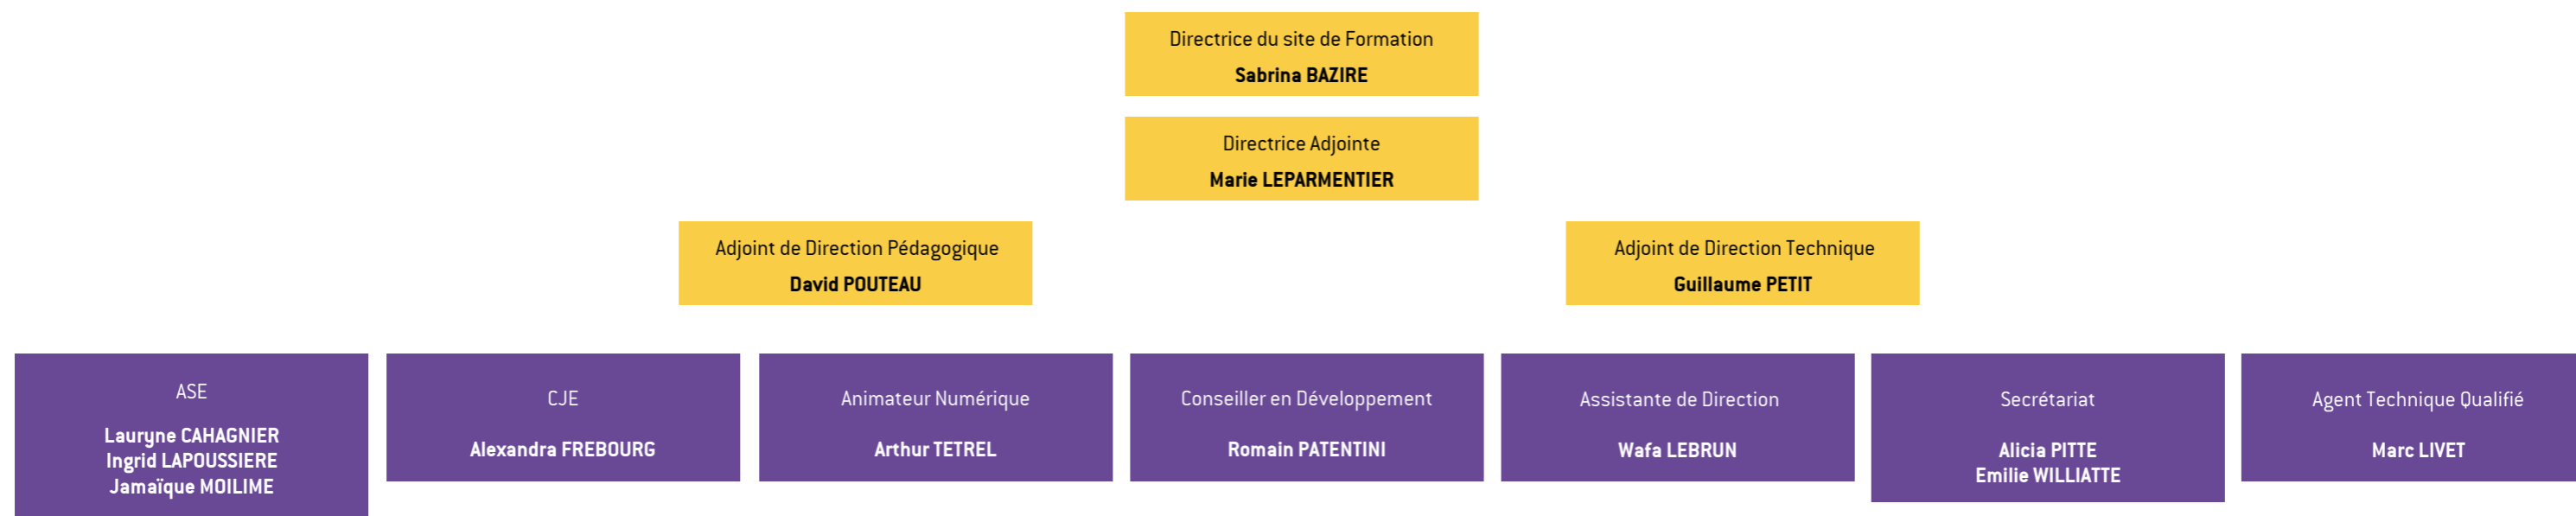 Directrice du site de Formation
Sabrina BAZIRE
Directrice Adjointe
Marie LEPARMENTIER
Adjoint de Direction Pédagogique
David POUTEAU
Adjoint de Direction Technique
Guillaume PETIT
ASE
Lauryne CAHAGNIER
Ingrid LAPOUSSIERE
Jamaïque MOILIME
CJE
Alexandra FREBOURG
Animateur Numérique
Arthur TETREL
Conseiller en Développement
Romain PATENTINI
Assistante de Direction
Wafa LEBRUN
Secrétariat
Alicia PITTE
Emilie WILLIATTE
Agent Technique Qualifié
Marc LIVET